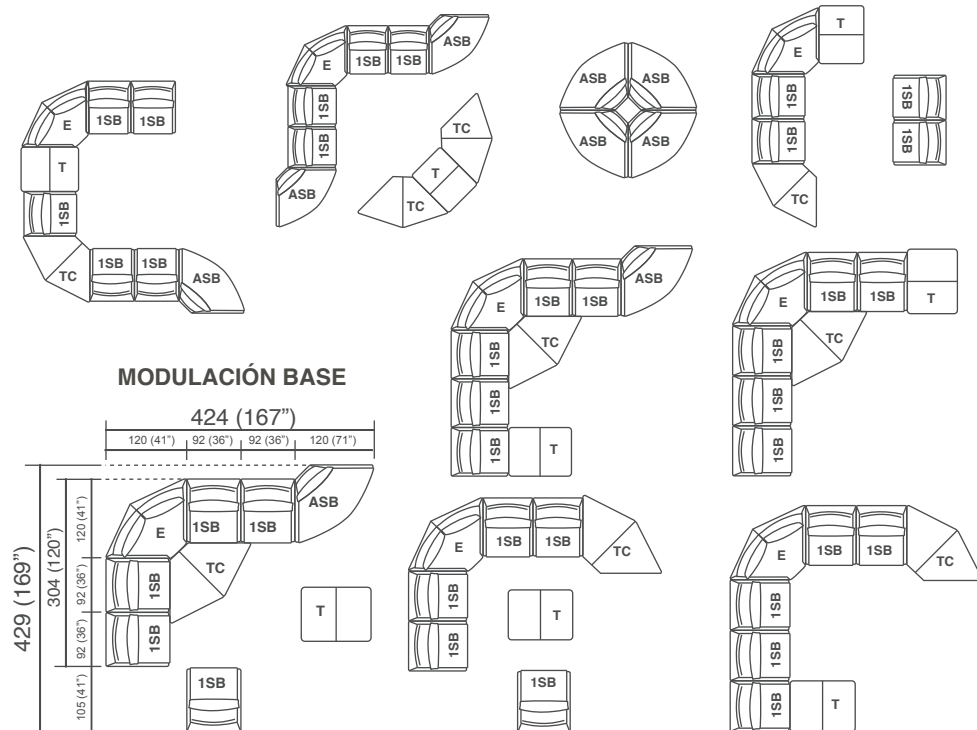 E
1SB
1SB
T
1SB
TC
1SB
1SB
ASB
E
1SB
1SB
ASB
1SB
1SB
ASB
TC
T
TC
ASB
ASB
ASB
ASB
T
E
1SB
1SB
TC
1SB
1SB
E
1SB
1SB
ASB
TC
1SB
1SB
1SB
T
E
1SB
1SB
T
TC
1SB
1SB
1SB
MODULACIÓN BASE
424 (167”)
120 (41”)
92 (36”)
92 (36”)
120 (71”)
429 (169”)
304 (120”)
120 (41”)
92 (36”)
92 (36”)
105 (41”)
E
1SB
1SB
ASB
TC
1SB
1SB
T
1SB
E
1SB
1SB
TC
1SB
1SB
T
1SB
E
1SB
1SB
TC
1SB
1SB
1SB
T